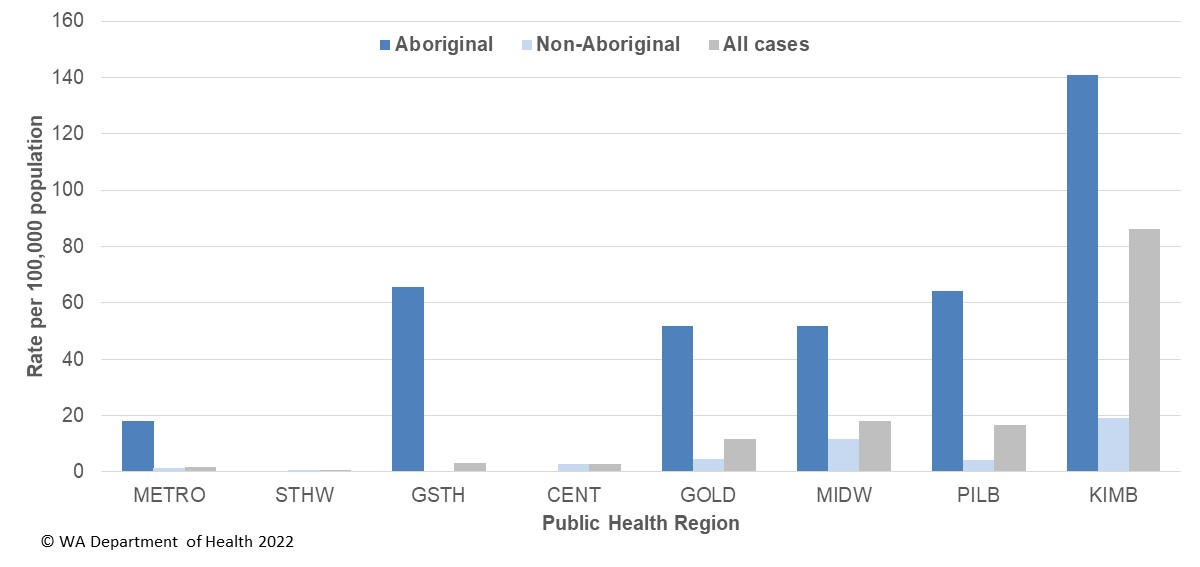 160
Aboriginal Non-Aboriginal All cases
140
120
100
80
60
40
20
0
Rate per 100,000 population
METRO STHW GSTH CENT GOLD MIDW PILB KIMB
Public Health Region
© WA Department of Health 2022